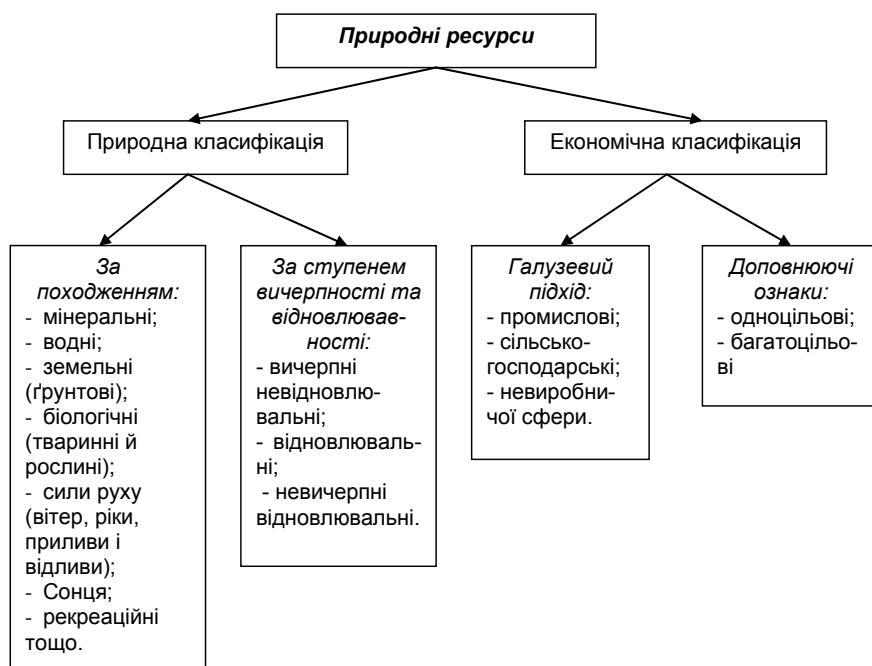 Природні ресурси
Природна класифікація
Економічна класифікація
За
походженням:
- мінеральні;
- водні;
- земельні
(ґрунтові);
- біологічні
(тваринні й
рослині);
- сили руху
(вітер, ріки,
приливи і
відливи);
- Сонця;
- рекреаційні
тощо.
За ступенем
вичерпності та
відновлював-
ності:
- вичерпні
невідновлю-
вальні;
- відновлюваль-
ні;
- невичерпні
відновлювальні.
Галузевий
підхід:
- промислові;
- сільсько-
господарські;
- невиробни-
чої сфери.
Доповнюючі
ознаки:
- одноцільові;
- багатоцільо-
ві